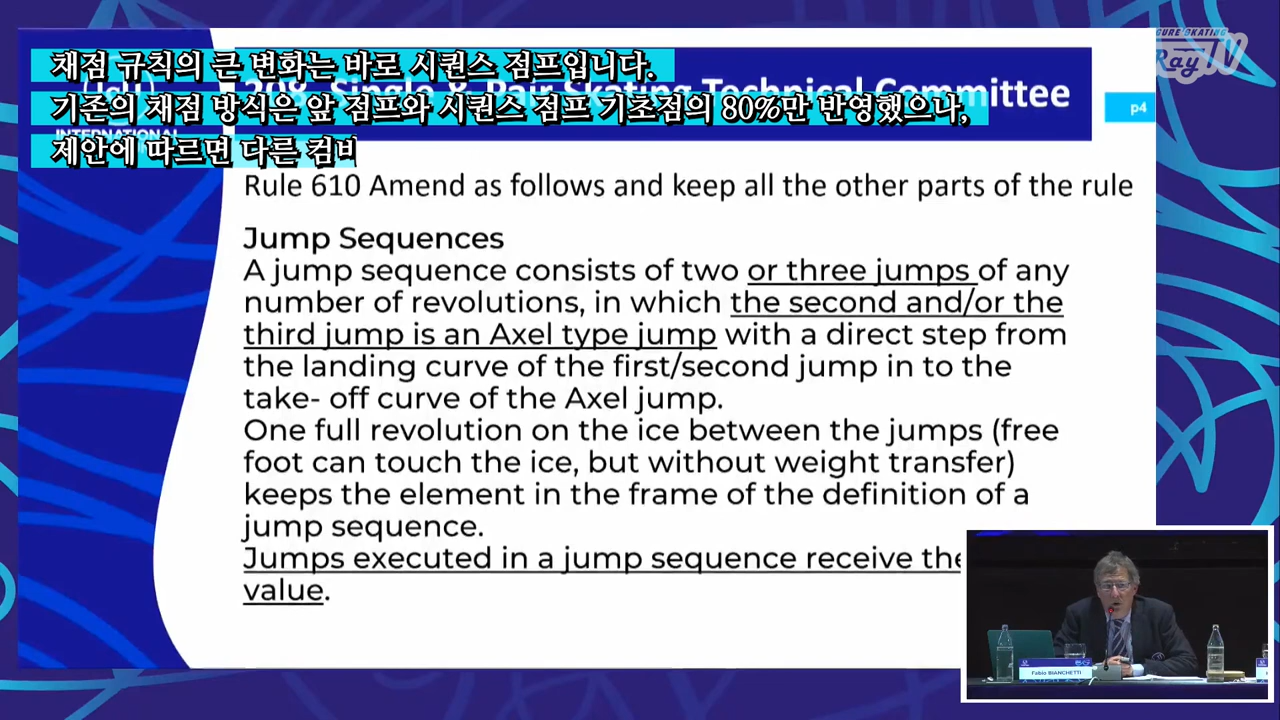 채점 규칙의 큰 변화는 바로 시퀀스 점프입니다.
기존의 채점 방식은 앞 점프와 시퀀스 점프 기초점의 80%만 반영했으나,
제안에 따르면 다른 컴비
FIGURE SKATING
Ray TV
208. Single & Pair Skating Technical Committee
p4
INTERNATIONAL
Rule 610 Amend as follows and keep all the other parts of the rule
Jump Sequences
A jump sequence consists of two or three jumps of any
number of revolutions, in which the second and/or the
third jump is an Axel type jump with a direct step from
the landing curve of the first/second jump in to the
take- off curve of the Axel jump.
One full revolution on the ice between the jumps (free
foot can touch the ice, but without weight transfer)
keeps the element in the frame of the definition of a
jump sequence.
Jumps executed in a jump sequence receive the
value.
Fabio BIANCHETTI